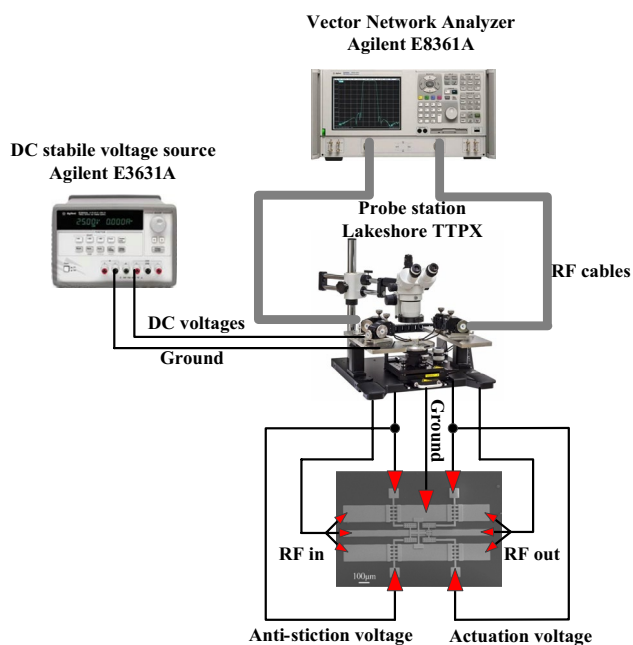 Vector Network Analyzer
Agilent E8361A
DC stabile voltage source
Agilent E3631A
Probe station
Lakeshore TTPX
RF cables
DC voltages
Ground
Ground
RF in
RF out
100μm
Anti-stiction voltage
Actuation voltage